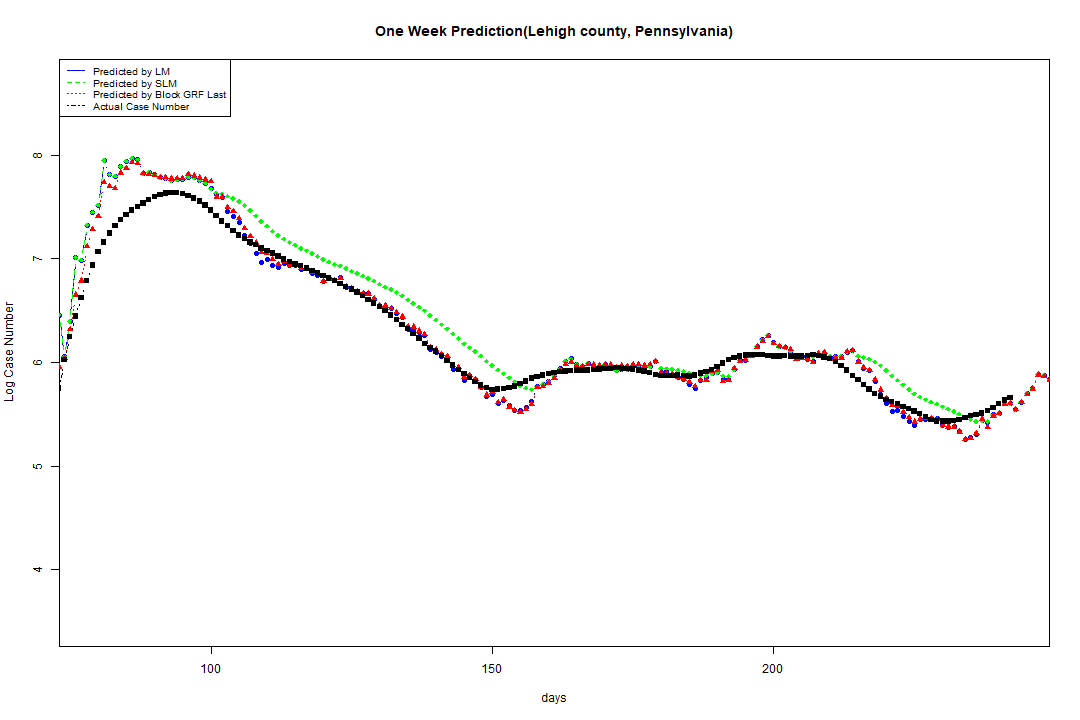 One Week Prediction(Lehigh county, Pennsylvania)
Predicted by LM
Predicted by SLM
Predicted by Block GRF Last
Actual Case Number
8
7
6
5
4
Log Case Number
100
150
200
days